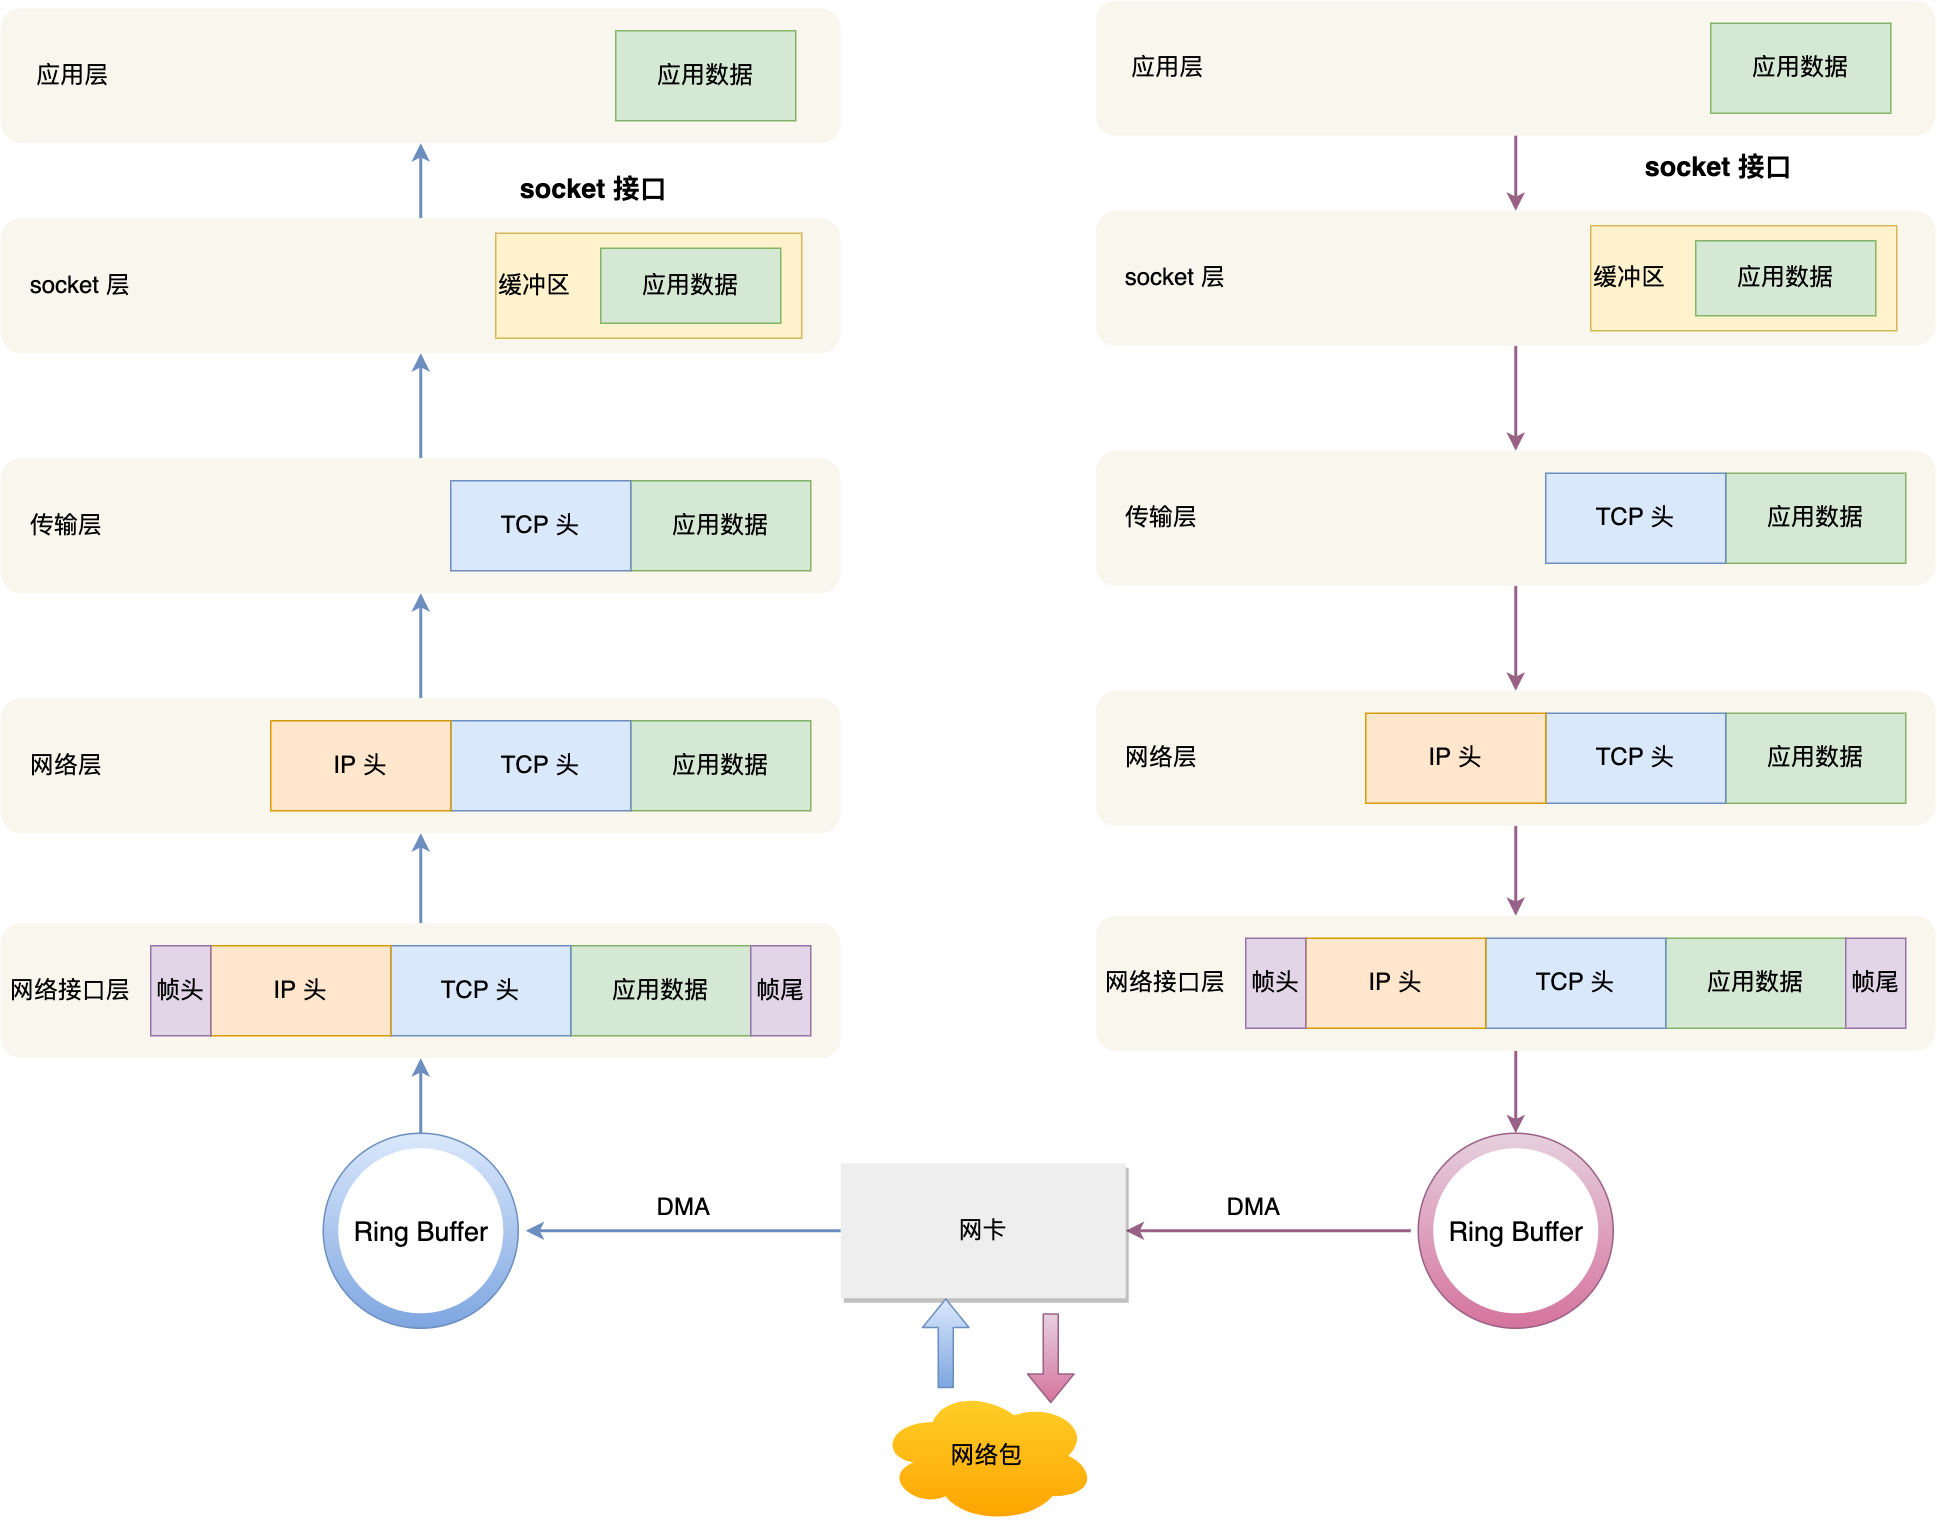 应用层
应用数据
socket 接口
socket 层
缓冲区
应用数据
传输层
TCP 头
应用数据
网络层
IP 头
TCP 头
应用数据
网络接口层
帧头
IP 头
TCP 头
应用数据
帧尾
Ring Buffer
DMA
网卡
网络包
应用层
应用数据
socket 接口
socket 层
缓冲区
应用数据
传输层
TCP 头
应用数据
网络层
IP 头
TCP 头
应用数据
网络接口层
帧头
IP 头
TCP 头
应用数据
帧尾
DMA
Ring Buffer